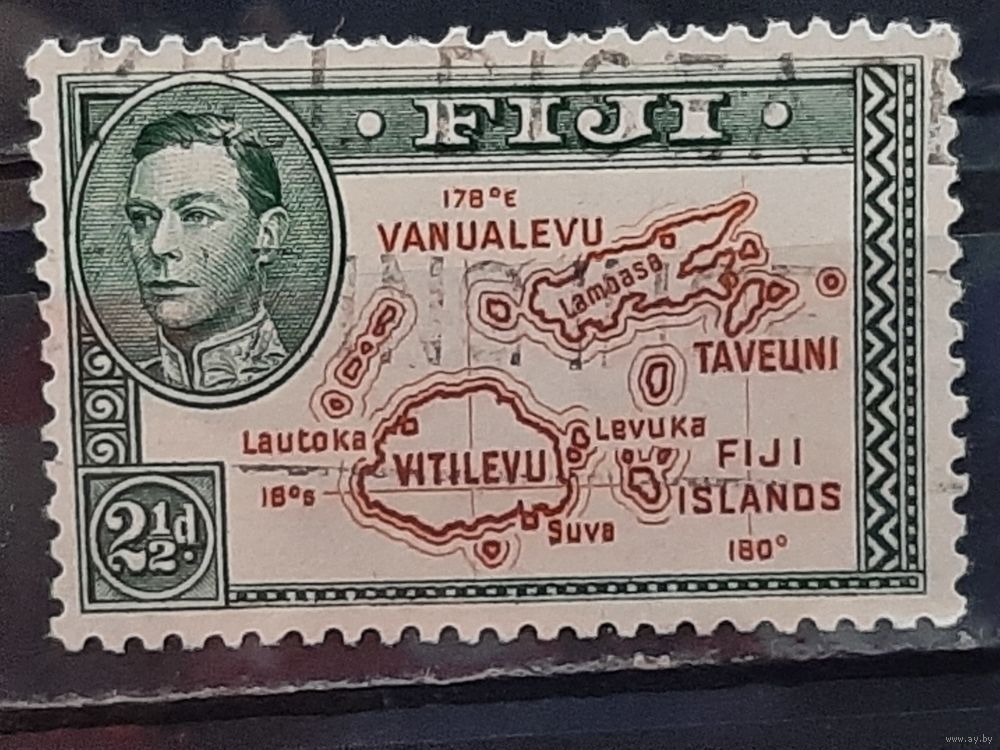 • FIJI •
178°E
VANUALEVU
Lambasa
TAVEUNI
Lautoka
Levuka
VITILEVU
FIJI
ISLANDS
18°S
Suva
180°
2½d.
www.ay.by